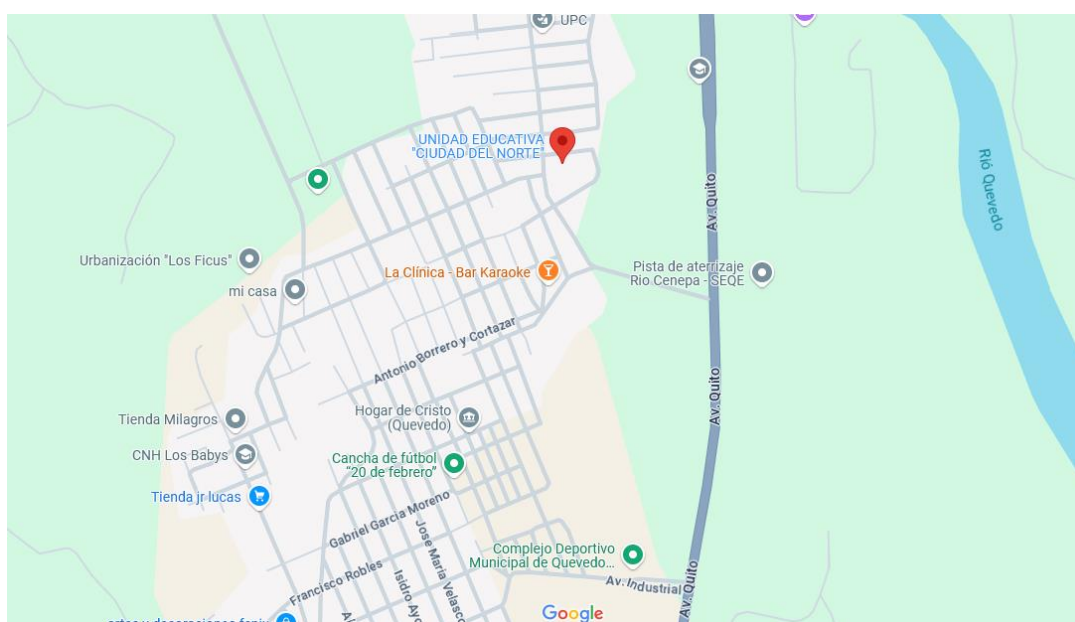 UPC
UNIDAD EDUCATIVA
"CIUDAD DEL NORTE"
Av. Quito
Rió Quevedo
Urbanización "Los Ficus"
mi casa
La Clínica - Bar Karaoke
Pista de aterrizaje
Rio Cenepa - SEQE
Antonio Borrero y Cortazar
Av. Quito
Tienda Milagros
Hogar de Cristo
(Quevedo)
CNH Los Babys
Cancha de fútbol
"20 de febrero"
Tienda jr lucas
Gabriel Garcia Moreno
Jose Maria Velasco
Complejo Deportivo
Municipal de Quevedo...
Francisco Robles
Isidro Ayo
Av. Industrial
Av. Quito
Google